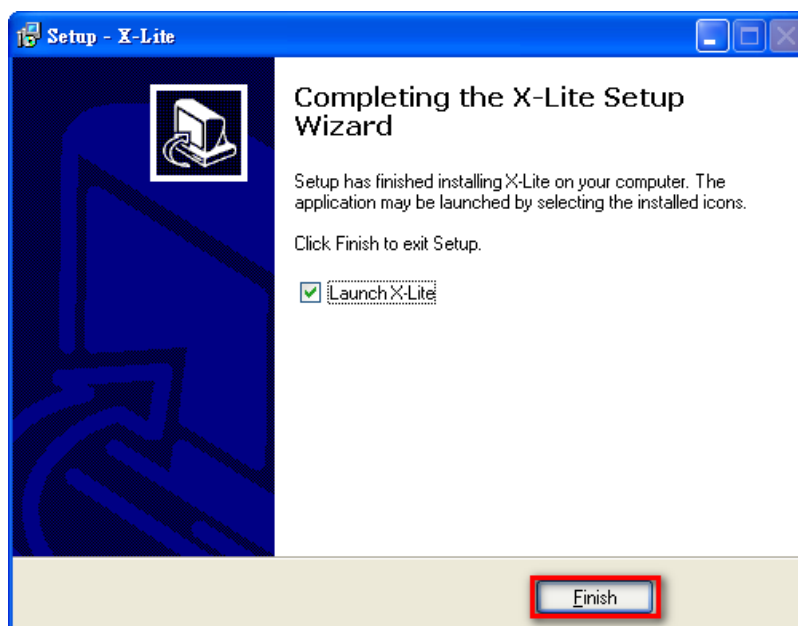 Setup - X-Lite
Completing the X-Lite Setup
Wizard
Setup has finished installing X-Lite on your computer. The
application may be launched by selecting the installed icons.
Click Finish to exit Setup.
Launch X-Lite
Finish